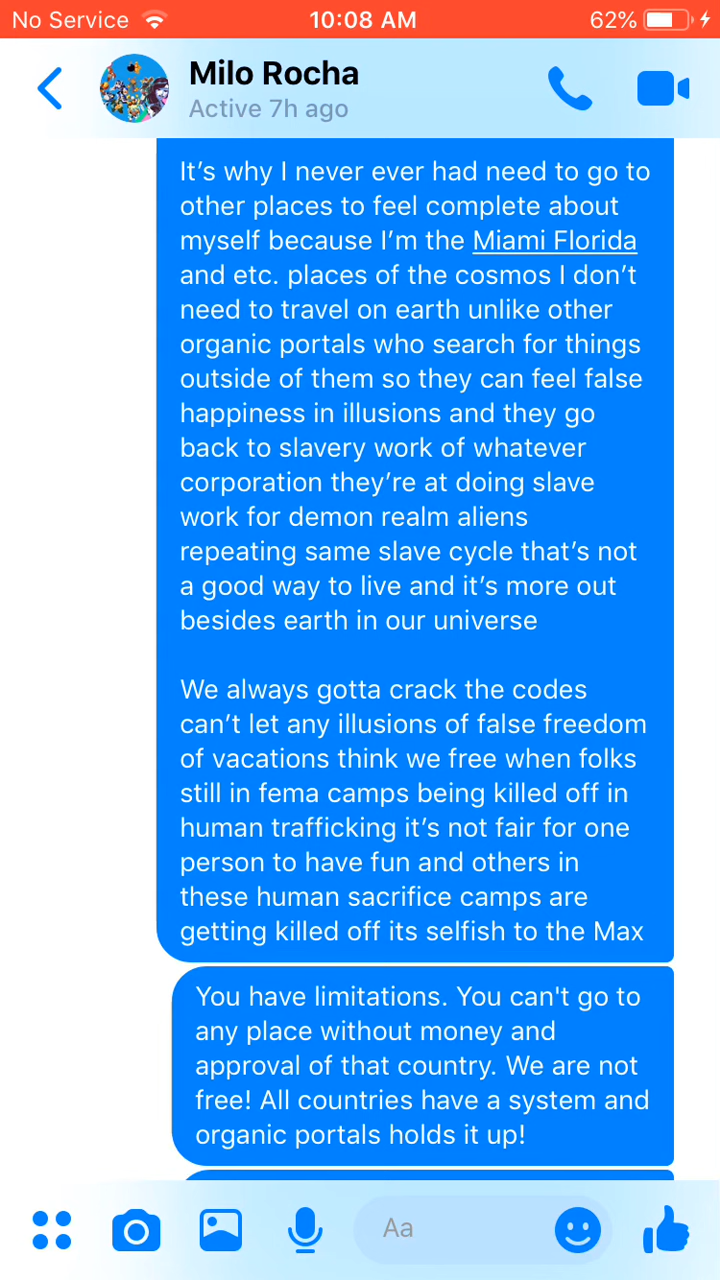 No Service 10:08 AM 62%
Milo Rocha
Active 7h ago
It’s why I never ever had need to go to
other places to feel complete about
myself because I’m the Miami Florida
and etc. places of the cosmos I don’t
need to travel on earth unlike other
organic portals who search for things
outside of them so they can feel false
happiness in illusions and they go
back to slavery work of whatever
corporation they’re at doing slave
work for demon realm aliens
repeating same slave cycle that’s not
a good way to live and it’s more out
besides earth in our universe
We always gotta crack the codes
can’t let any illusions of false freedom
of vacations think we free when folks
still in fema camps being killed off in
human trafficking it’s not fair for one
person to have fun and others in
these human sacrifice camps are
getting killed off its selfish to the Max
You have limitations. You can't go to
any place without money and
approval of that country. We are not
free! All countries have a system and
organic portals holds it up!
Aa